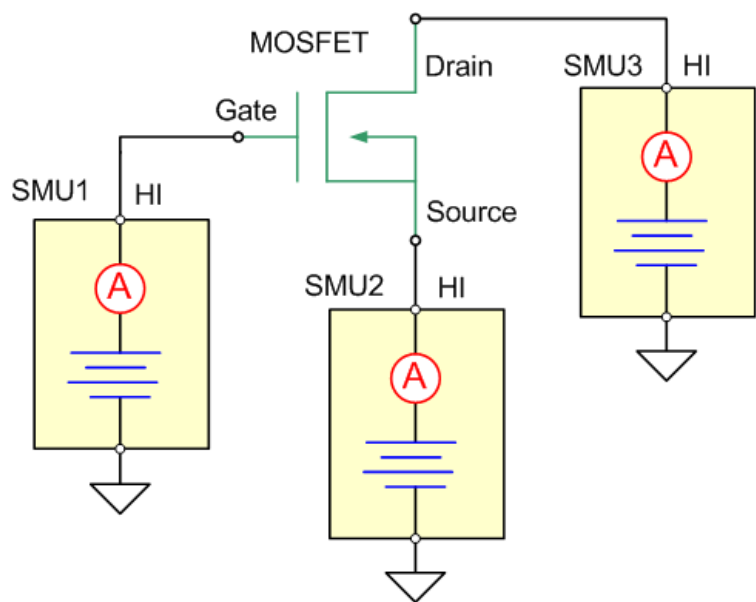 MOSFET
Drain
SMU3 HI
Gate
A
SMU1 HI
Source
A
SMU2 HI
A